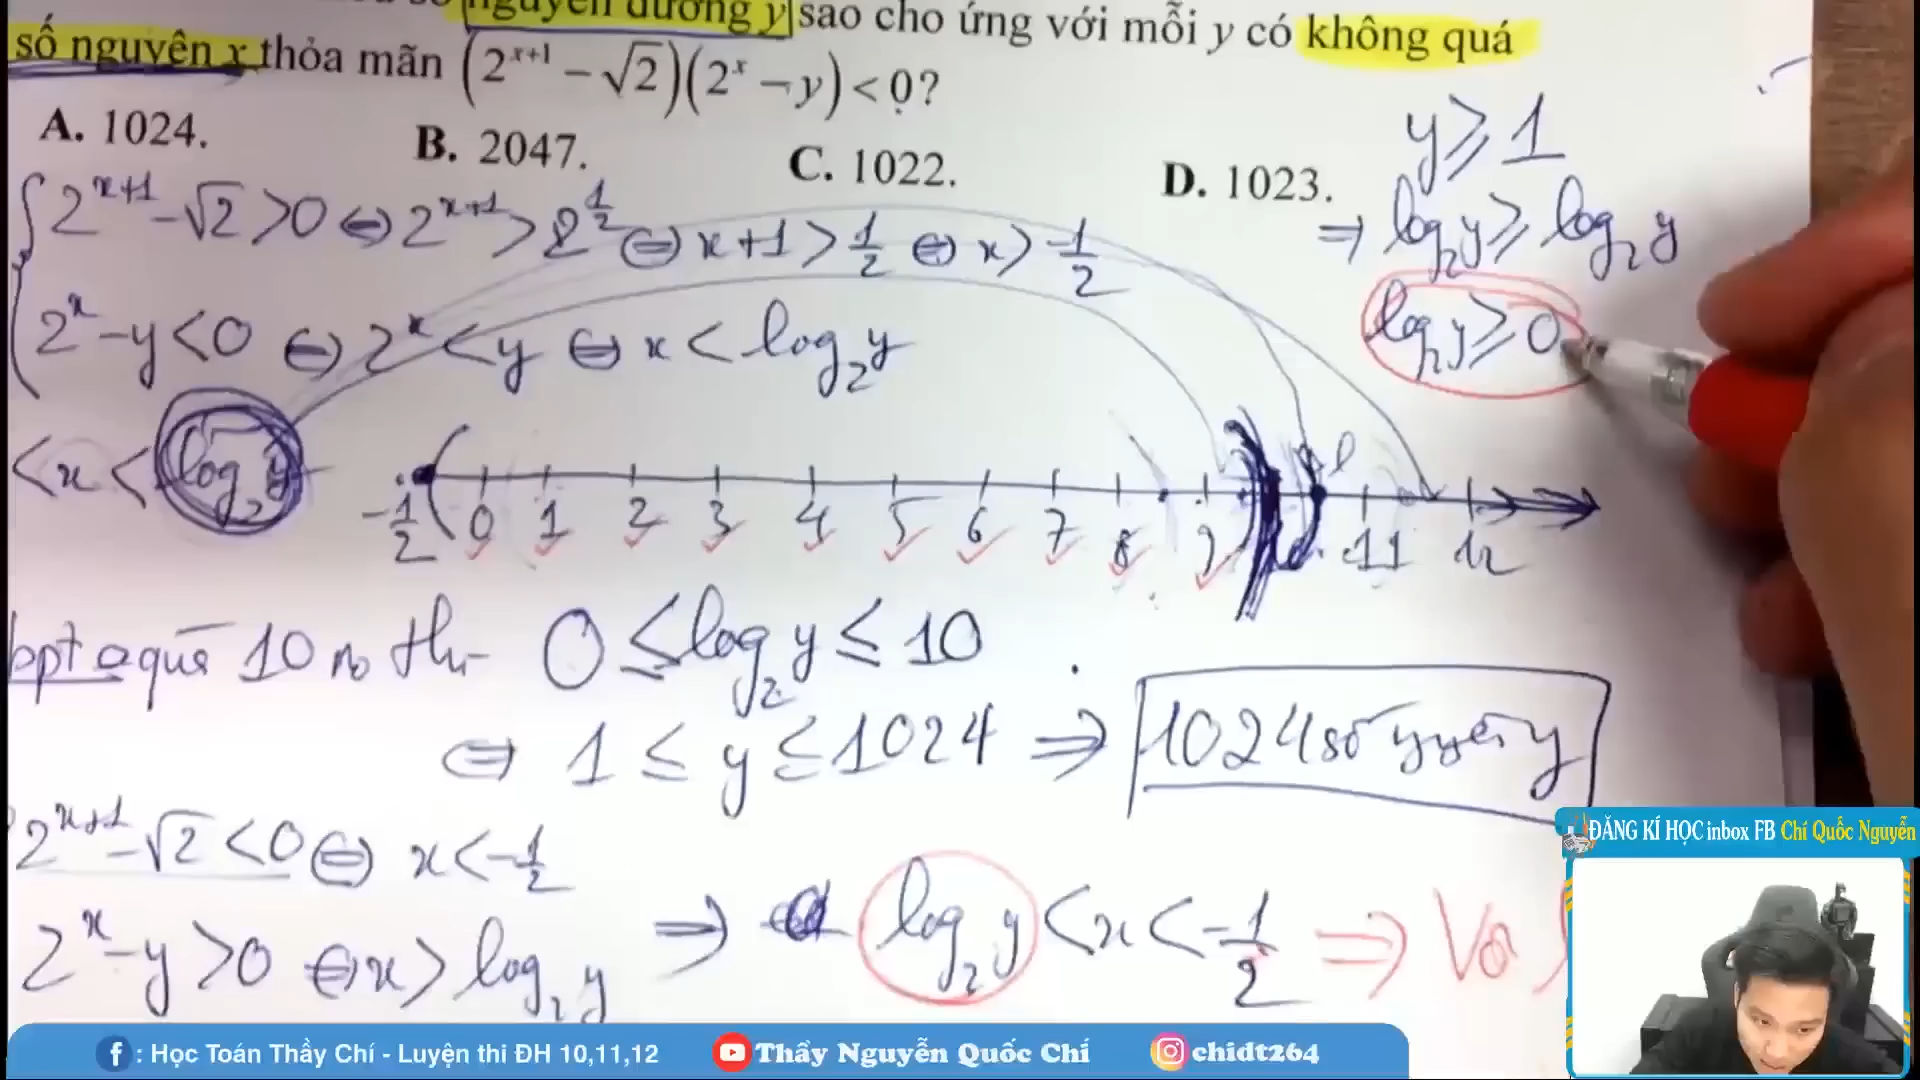 nguyên dương y sao cho ứng với mỗi y có không quá
số nguyên x thỏa mãn (2^{x+1} − √2)(2^x − y) < 0?
A. 1024. B. 2047. C. 1022. D. 1023.
y ≥ 1
⇒ log₂y ≥ log₂y
log₂y ≥ 0
2^{x+1} − √2 > 0 ⇔ 2^{x+1} > 2^{1/2} ⇔ x + 1 > 1/2 ⇔ x > -1/2
2^x − y < 0 ⇔ 2^x < y ⇔ x < log₂y
< x < log₂y
-1/2 0 1 2 3 4 5 6 7 8 9 11 12
bpt quá 10 no thì 0 ≤ log₂y ≤ 10
⇔ 1 ≤ y ≤ 1024 ⇒ 1024 số nguyên y
2^{x+1} − √2 < 0 ⇔ x < -1/2
2^x − y > 0 ⇔ x > log₂y ⇒ log₂y < x < -1/2 ⇒ Vô
ĐĂNG KÍ HỌC inbox FB Chí Quốc Nguyễn
: Học Toán Thầy Chí - Luyện thi ĐH 10,11,12
Thầy Nguyễn Quốc Chí
chidt264